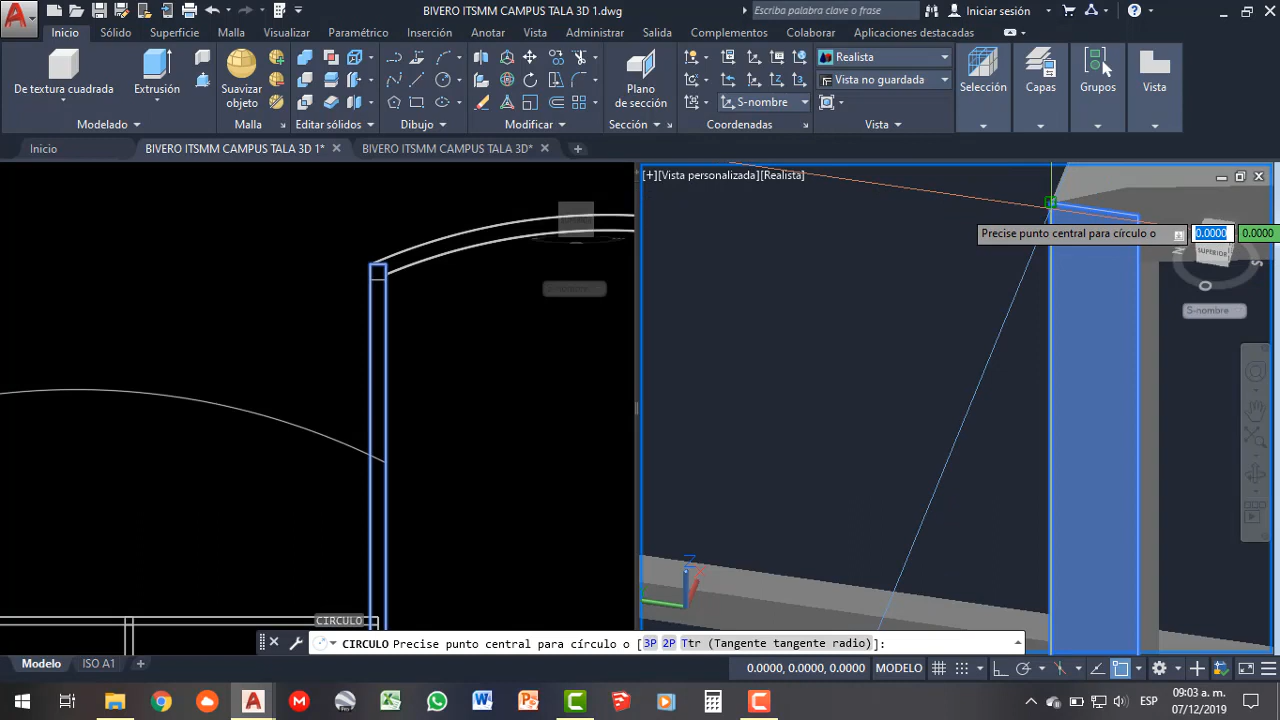 BIVERO ITSMM CAMPUS TALA 3D 1.dwg
Escriba palabra clave o frase
Iniciar sesión
Inicio Sólido Superficie Malla Visualizar Paramétrico Inserción Anotar Vista Administrar Salida Complementos Colaborar Aplicaciones destacadas
De textura cuadrada
Extrusión
Suavizar
objeto
Plano
de sección
Realista
Vista no guardada
S-nombre
Selección
Capas
Grupos
Vista
Modelado Malla Editar sólidos Dibujo Modificar Sección Coordenadas Vista
Inicio
BIVERO ITSMM CAMPUS TALA 3D 1*
BIVERO ITSMM CAMPUS TALA 3D*
[+][Vista personalizada][Realista]
Precise punto central para círculo o
0.0000
0.0000
SUPERIOR
N
S
S-nombre
Z
CIRCULO
CIRCULO Precise punto central para círculo o [3P 2P Ttr (Tangente tangente radio)]:
Modelo
ISO A1
0.0000, 0.0000, 0.0000
MODELO
ESP
09:03 a. m.
07/12/2019